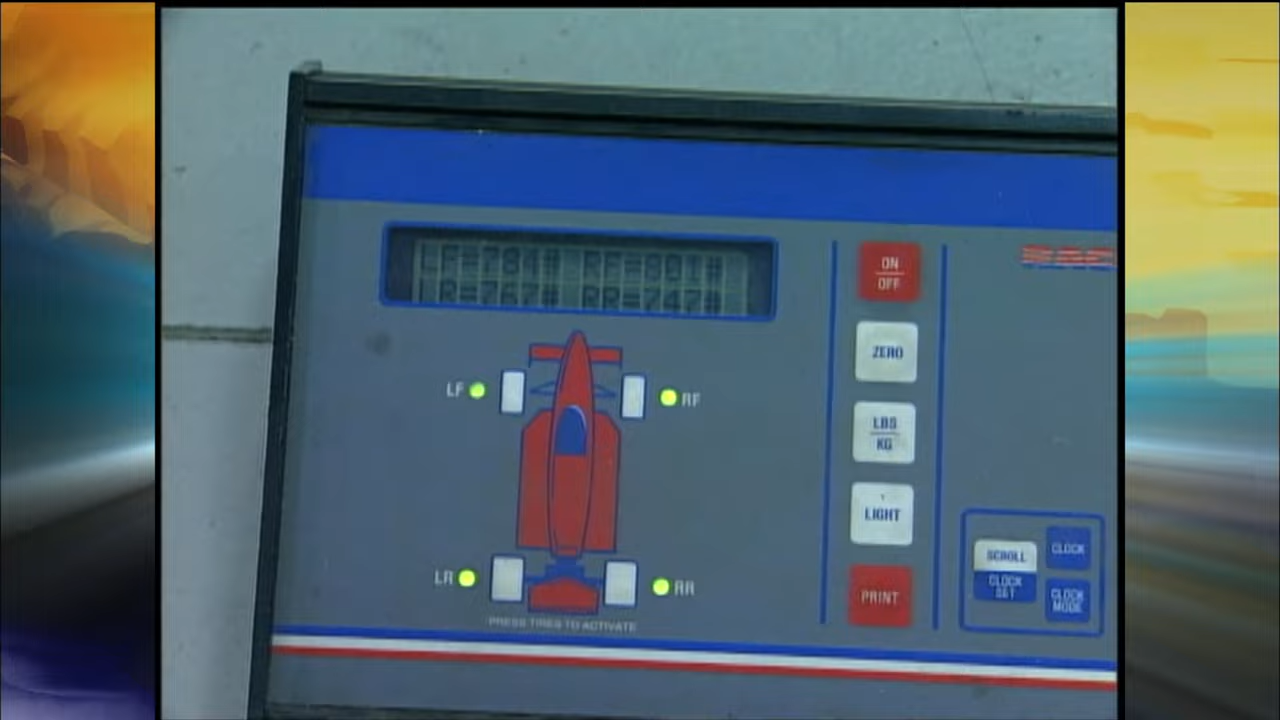 LF=784# RF=801#
LR=767# RR=747#
ON
OFF
ZERO
LBS
KG
LIGHT
PRINT
LF
RF
LR
RR
PRESS TIRES TO ACTIVATE
SCROLL
CLOCK
SET
CLOCK
CLOCK
MODE